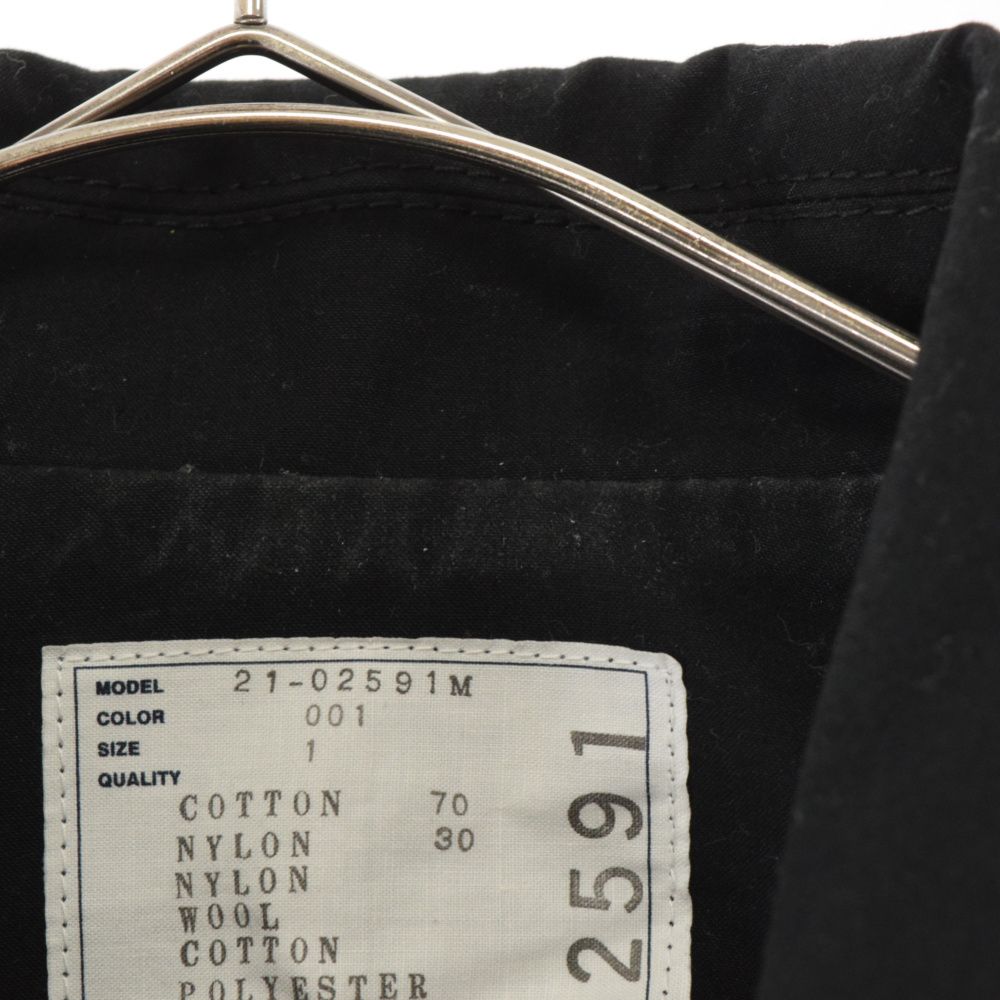 MODEL 21-02591M
COLOR 001
SIZE 1
QUALITY
COTTON 70
NYLON 30
NYLON
WOOL
COTTON
POLYESTER
2591